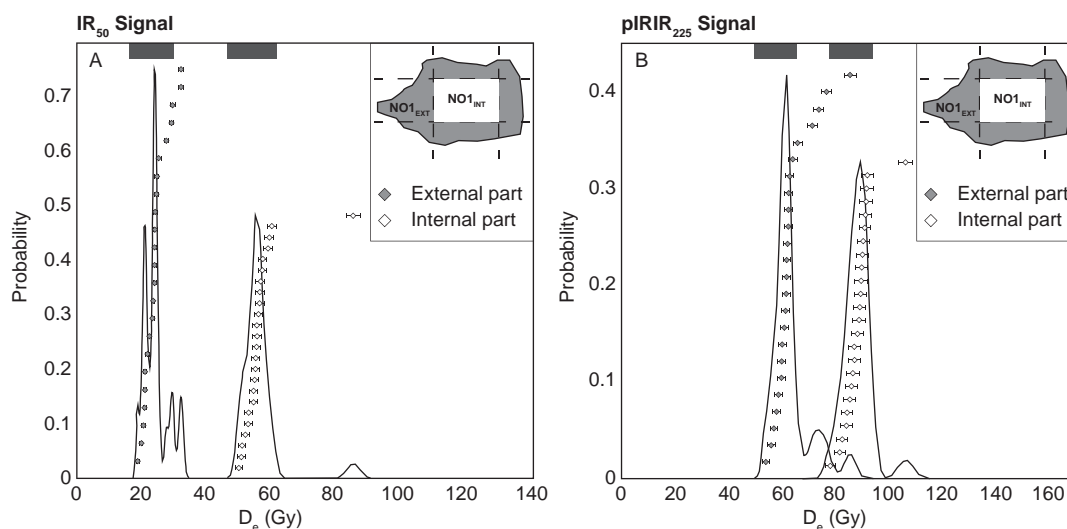 IR50 Signal
A
NO1EXT
NO1INT
External part
Internal part
Probability
0.7
0.6
0.5
0.4
0.3
0.2
0.1
0
0 20 40 60 80 100 120 140
De (Gy)
pIRIR225 Signal
B
NO1EXT
NO1INT
External part
Internal part
Probability
0.4
0.3
0.2
0.1
0
0 20 40 60 80 100 120 140 160
De (Gy)